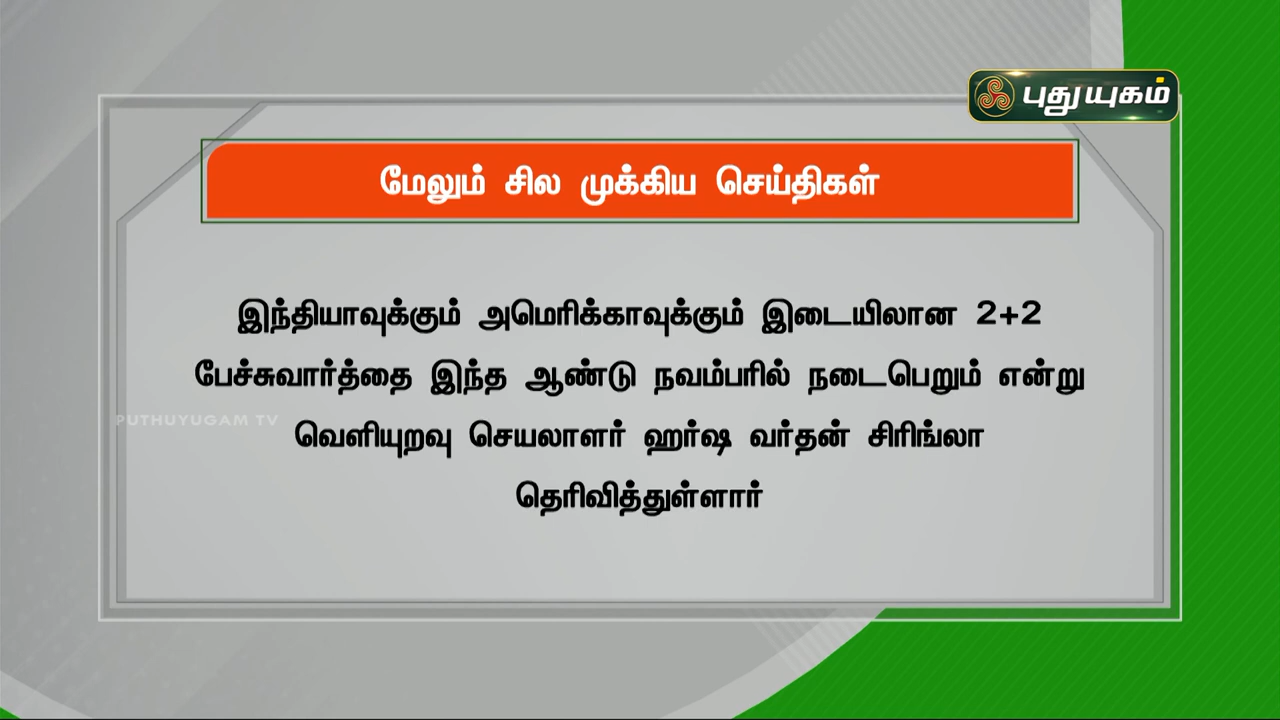 புதுயுகம்
மேலும் சில முக்கிய செய்திகள்
இந்தியாவுக்கும் அமெரிக்காவுக்கும் இடையிலான 2+2
பேச்சுவார்த்தை இந்த ஆண்டு நவம்பரில் நடைபெறும் என்று
PUTHUYUGAM TV
வெளியுறவு செயலாளர் ஹர்ஷ வர்தன் சிரிங்லா
தெரிவித்துள்ளார்